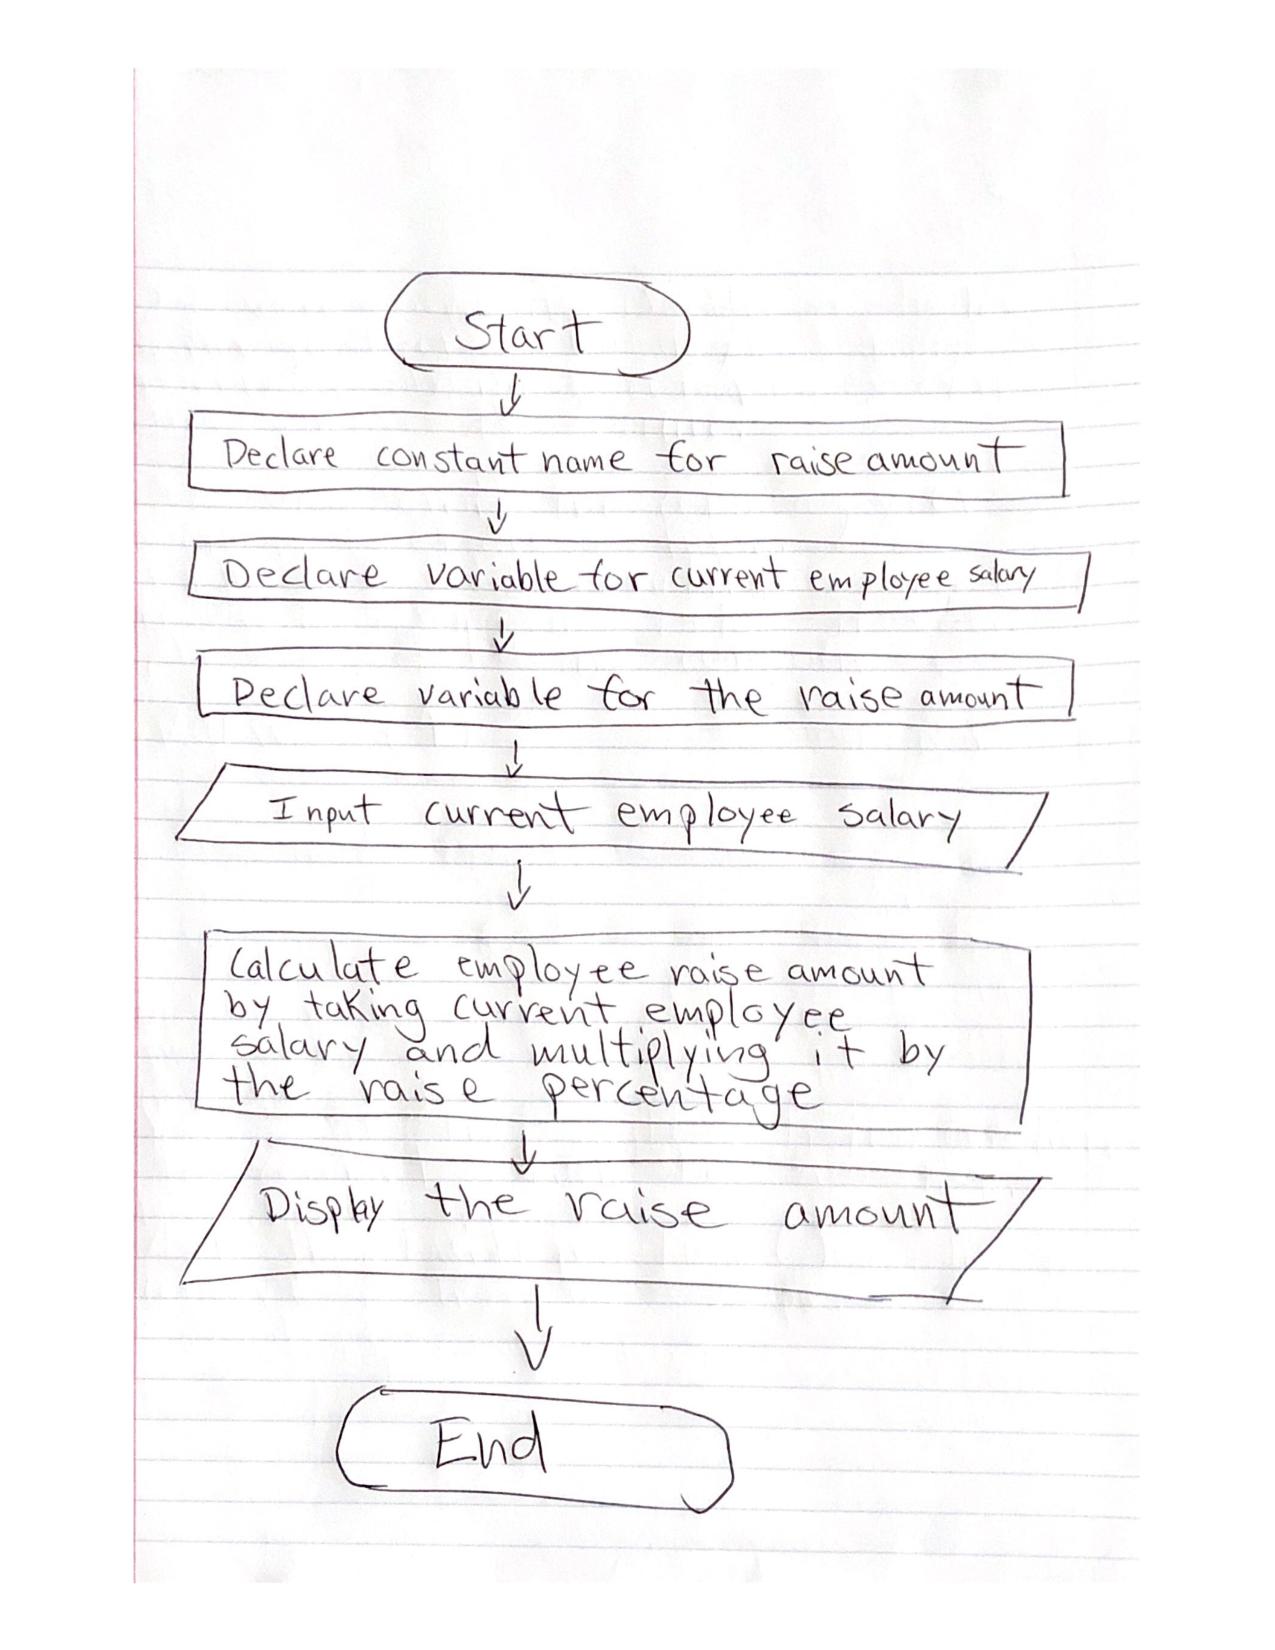 Start
Declare constant name for raise amount
Declare variable for current employee salary
Declare variable for the raise amount
Input current employee salary
Calculate employee raise amount
by taking current employee
salary and multiplying it by
the raise percentage
Display the raise amount
End